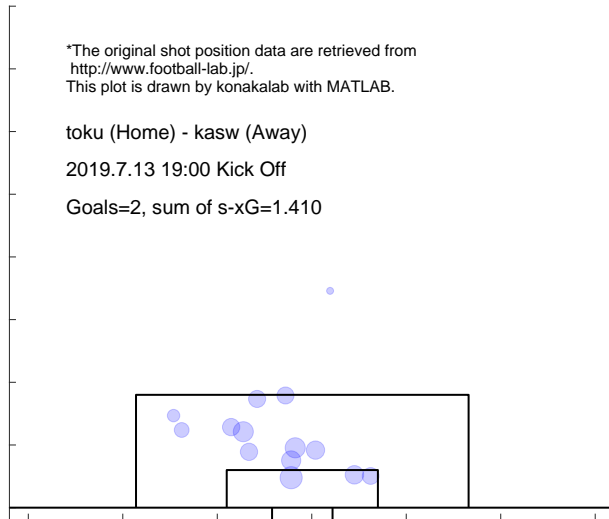 *The original shot position data are retrieved from
http://www.football-lab.jp/.
This plot is drawn by konakalab with MATLAB.
toku (Home) - kasw (Away)
2019.7.13 19:00 Kick Off
Goals=2, sum of s-xG=1.410